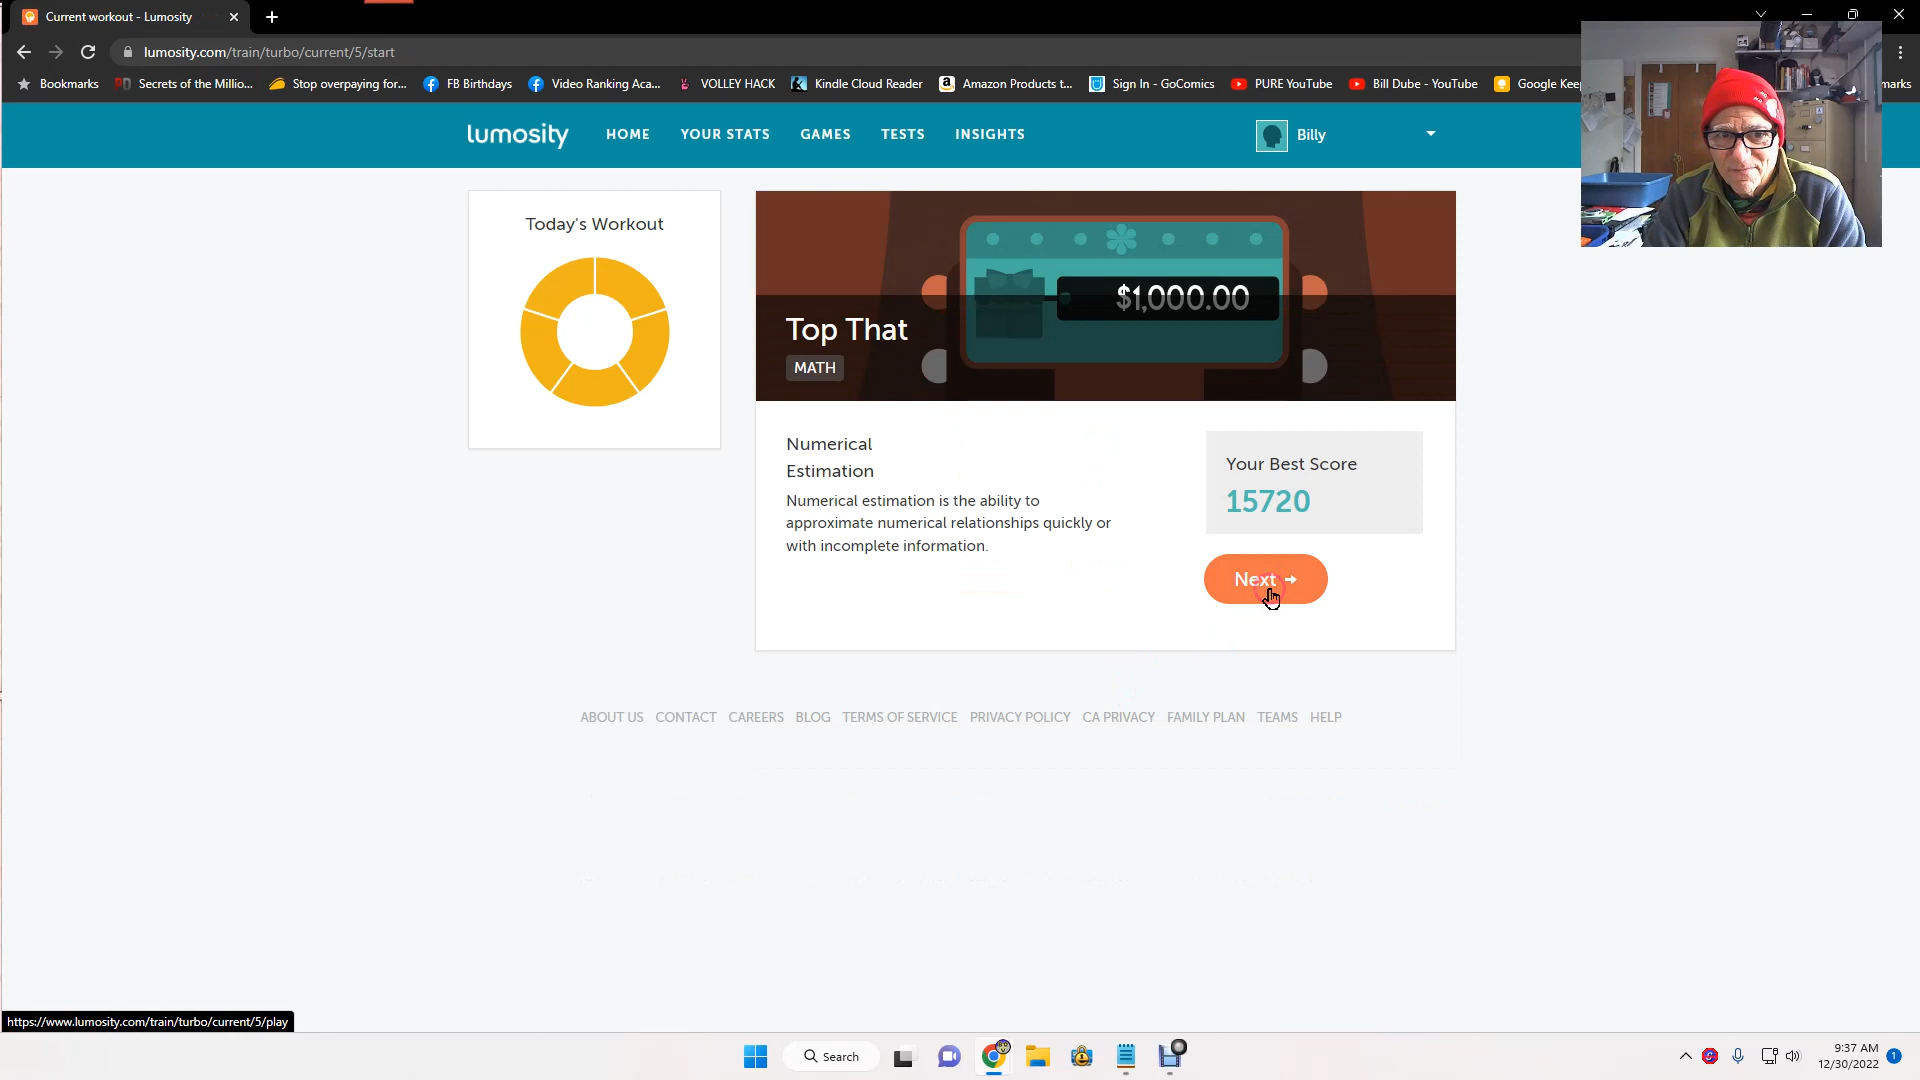 Current workout - Lumosity
lumosity.com/train/turbo/current/5/start
Bookmarks Secrets of the Millio... Stop overpaying for... FB Birthdays Video Ranking Aca... VOLLEY HACK Kindle Cloud Reader Amazon Products t... Sign In - GoComics PURE YouTube Bill Dube - YouTube Google Kee marks
lumosity HOME YOUR STATS GAMES TESTS INSIGHTS Billy
Today's Workout
$1,000.00
Top That
MATH
Numerical
Estimation
Numerical estimation is the ability to
approximate numerical relationships quickly or
with incomplete information.
Your Best Score
15720
Next
ABOUT US CONTACT CAREERS BLOG TERMS OF SERVICE PRIVACY POLICY CA PRIVACY FAMILY PLAN TEAMS HELP
https://www.lumosity.com/train/turbo/current/5/play
Search
9:37 AM
12/30/2022
1